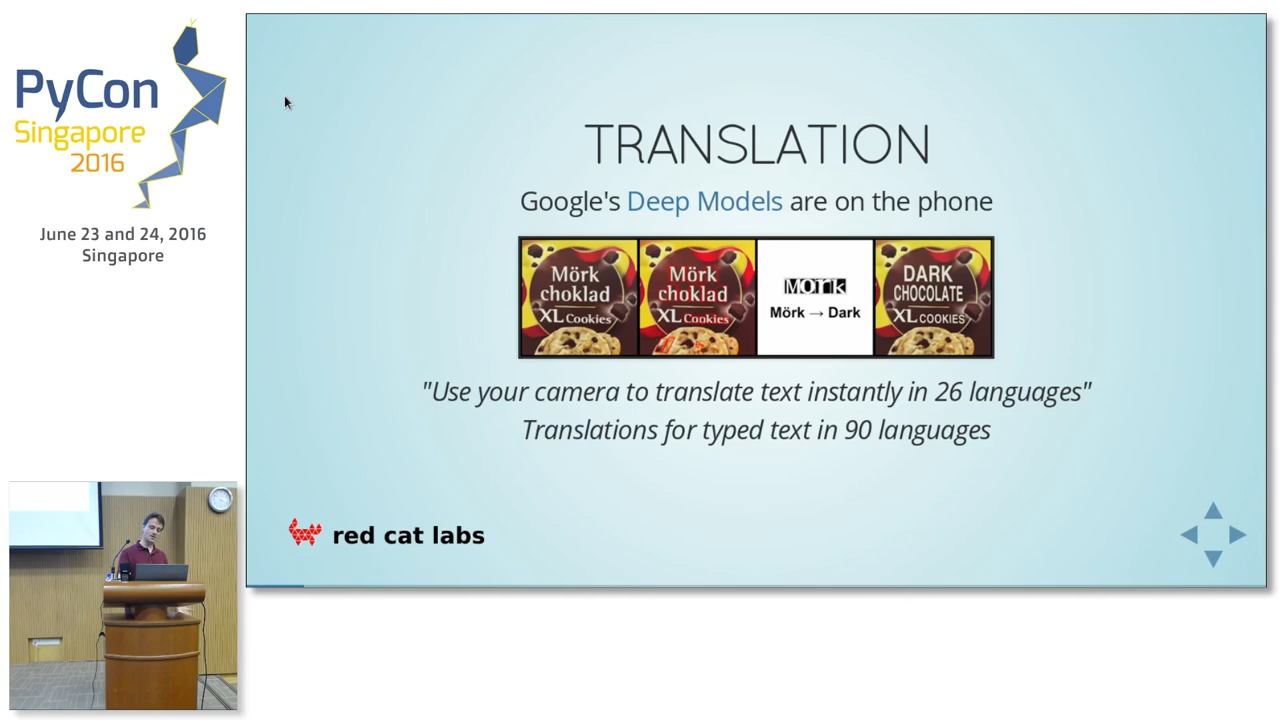 PyCon
Singapore
2016
June 23 and 24, 2016
Singapore
TRANSLATION
Google's Deep Models are on the phone
Mörk
choklad
XL Cookies
Mörk
choklad
XL Cookies
Mörk
Mörk → Dark
DARK
CHOCOLATE
XL COOKIES
"Use your camera to translate text instantly in 26 languages"
Translations for typed text in 90 languages
red cat labs